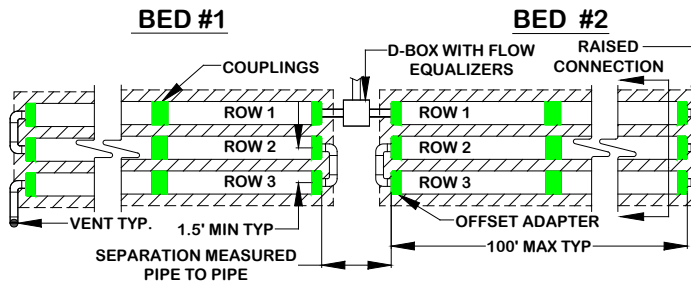 BED #1
BED #2
COUPLINGS
D-BOX WITH FLOW
EQUALIZERS
RAISED
CONNECTION
ROW 1
ROW 2
ROW 3
ROW 1
ROW 2
ROW 3
VENT TYP.
1.5' MIN TYP
OFFSET ADAPTER
100' MAX TYP
SEPARATION MEASURED
PIPE TO PIPE